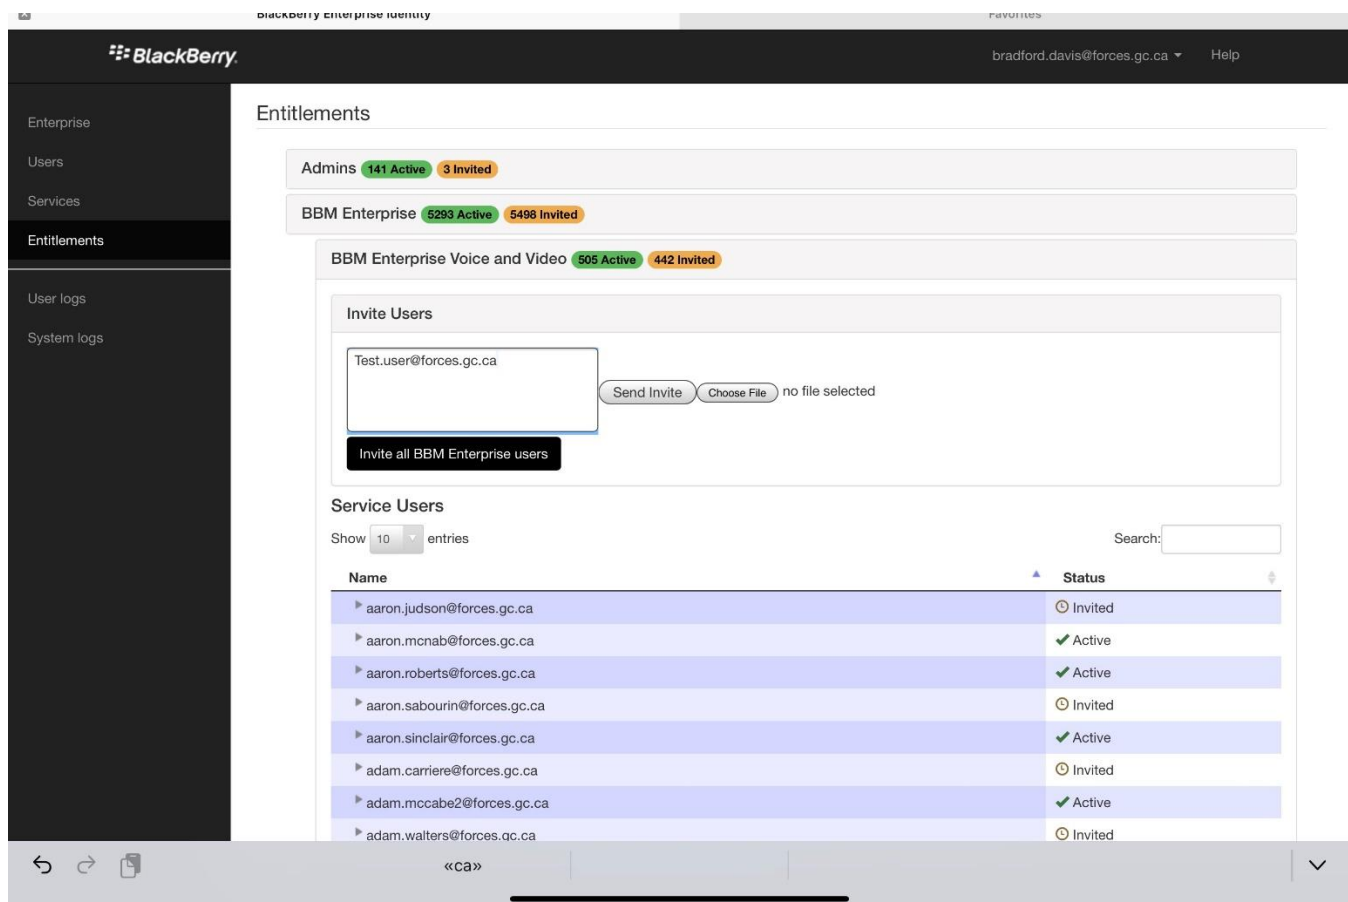 BlackBerry Enterprise Identity
Favorites
BlackBerry.
bradford.davis@forces.gc.ca
Help
Enterprise
Users
Services
Entitlements
User logs
System logs
Entitlements
Admins 141 Active 3 Invited
BBM Enterprise 5293 Active 5498 Invited
BBM Enterprise Voice and Video 505 Active 442 Invited
Invite Users
Test.user@forces.gc.ca
Send Invite Choose File no file selected
Invite all BBM Enterprise users
Service Users
Show 10 entries
Search:
Name Status
aaron.judson@forces.gc.ca Invited
aaron.mcnab@forces.gc.ca Active
aaron.roberts@forces.gc.ca Active
aaron.sabourin@forces.gc.ca Invited
aaron.sinclair@forces.gc.ca Active
adam.carriere@forces.gc.ca Invited
adam.mccabe2@forces.gc.ca Active
adam.walters@forces.gc.ca Invited
«ca»